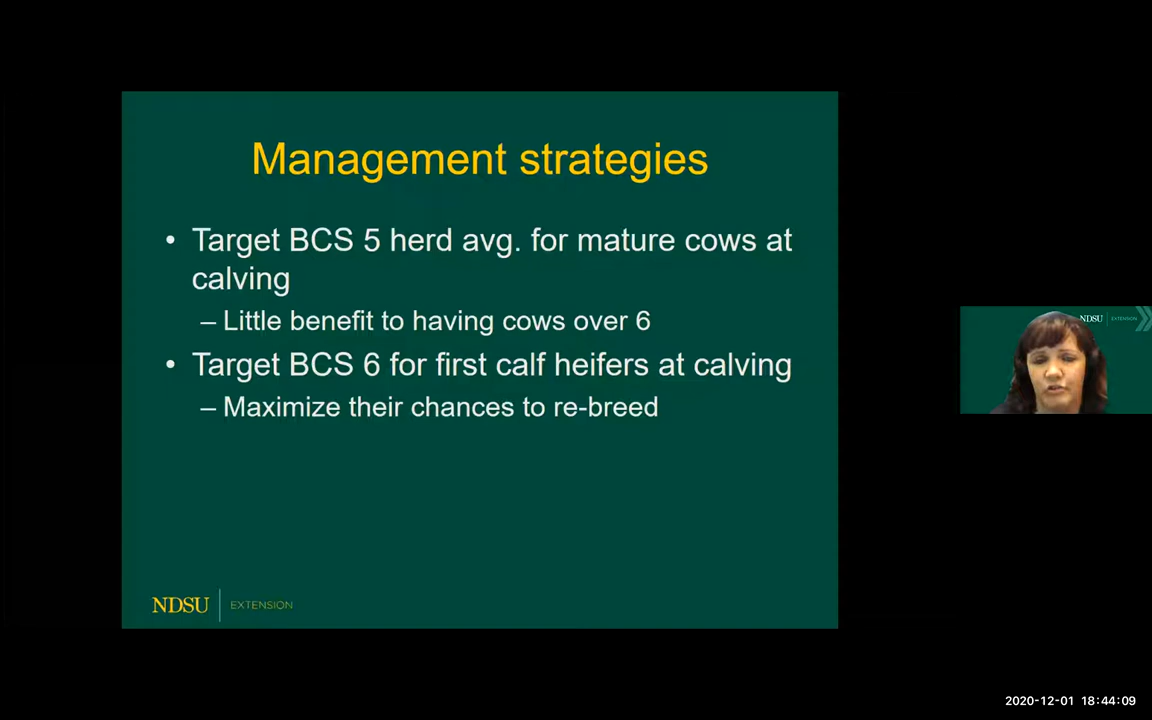 Management strategies
• Target BCS 5 herd avg. for mature cows at
calving
– Little benefit to having cows over 6
• Target BCS 6 for first calf heifers at calving
– Maximize their chances to re-breed
NDSU EXTENSION
NDSU EXTENSION
2020-12-01 18:44:09